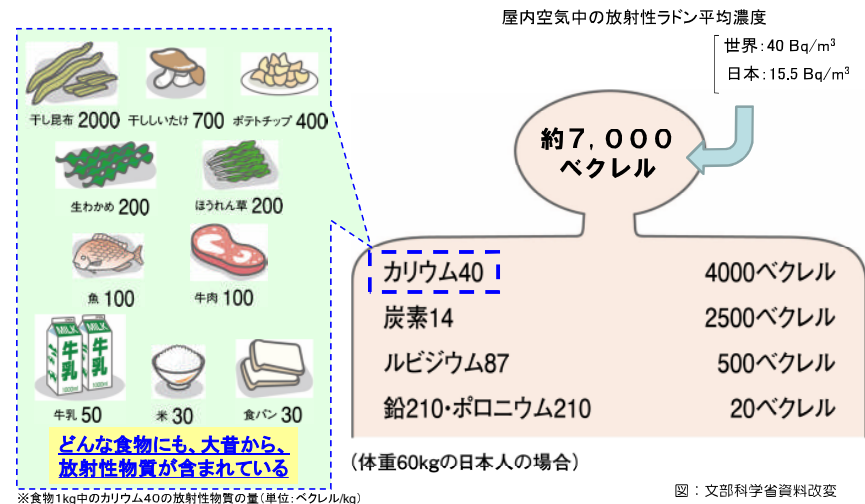 屋内空気中の放射性ラドン平均濃度
世界：40 Bq/m³
日本：15.5 Bq/m³
干し昆布 2000 干ししいたけ 700 ポテトチップ 400
生わかめ 200 ほうれん草 200
魚 100 牛肉 100
MILK MILK
牛乳 牛乳
牛乳 50 米 30 食パン 30
どんな食物にも、大昔から、
放射性物質が含まれている
※食物1kg中のカリウム40の放射性物質の量(単位：ベクレル/kg)
約７，０００
ベクレル
カリウム40 4000ベクレル
炭素14 2500ベクレル
ルビジウム87 500ベクレル
鉛210・ポロニウム210 20ベクレル
(体重60kgの日本人の場合)
図：文部科学省資料改変